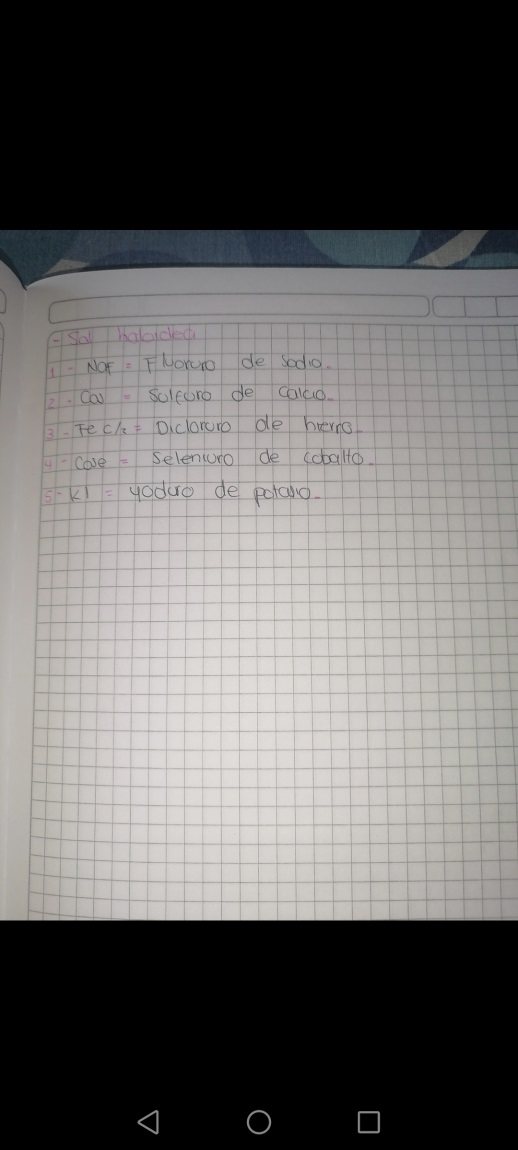 - Sal Haloidea
1 - NaF = Fluoruro de sodio.
2 - CaS = Sulfuro de calcio.
3 - FeCl2 = Dicloruro de hierro.
4 - CoSe = Seleniuro de cobalto.
5 - KI = yoduro de potasio.